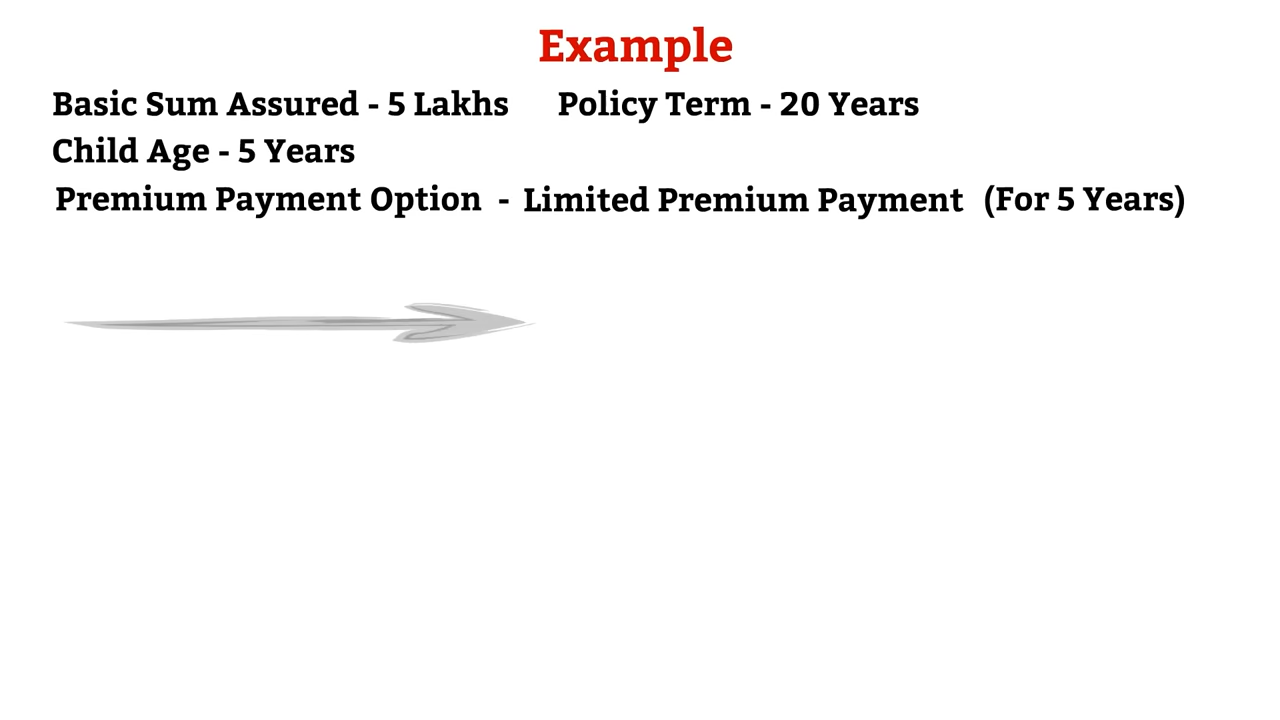 Example
Basic Sum Assured - 5 Lakhs Policy Term - 20 Years
Child Age - 5 Years
Premium Payment Option - Limited Premium Payment (For 5 Years)